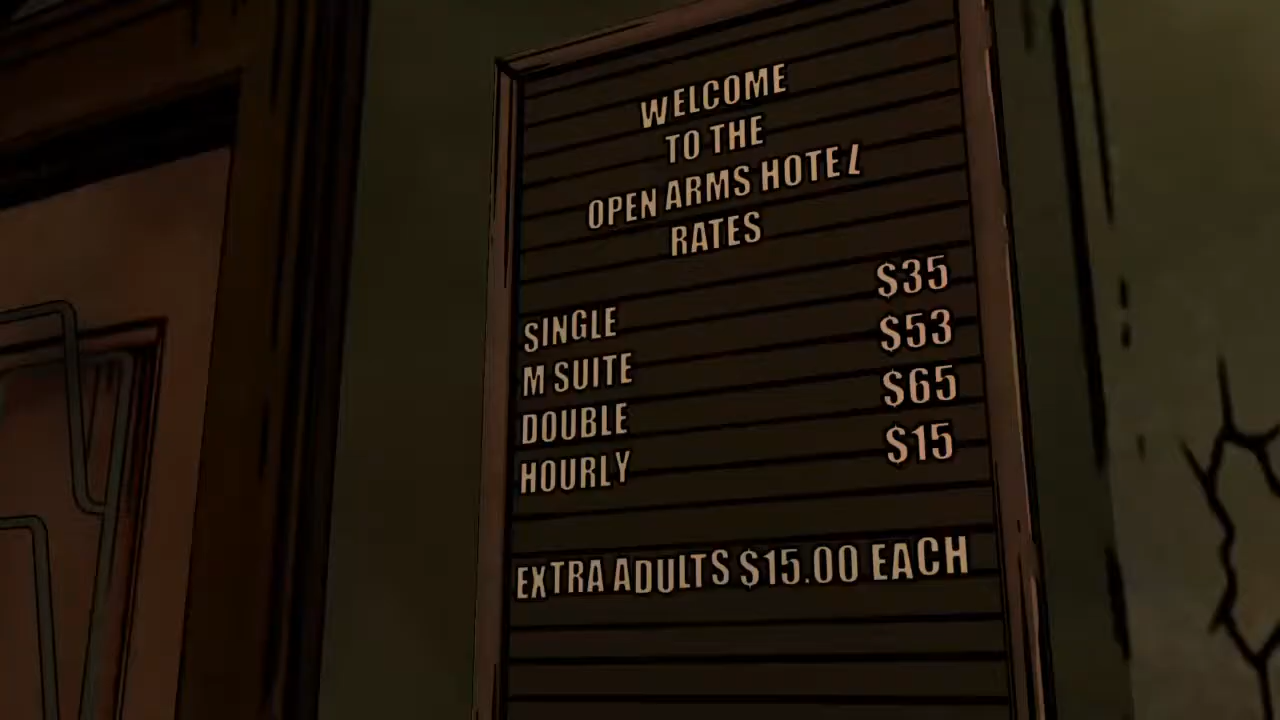 WELCOME
TO THE
OPEN ARMS HOTEL
RATES
SINGLE $35
M SUITE $53
DOUBLE $65
HOURLY $15
EXTRA ADULTS $15.00 EACH